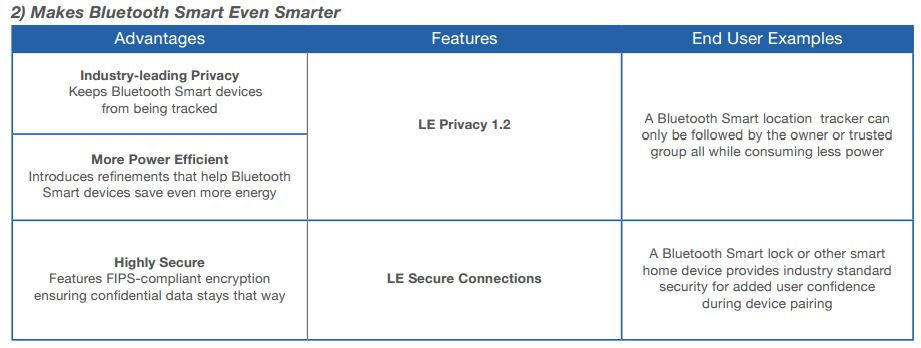 2) Makes Bluetooth Smart Even Smarter
Advantages
Features
End User Examples
Industry-leading Privacy
Keeps Bluetooth Smart devices
from being tracked
More Power Efficient
Introduces refinements that help Bluetooth
Smart devices save even more energy
LE Privacy 1.2
A Bluetooth Smart location tracker can
only be followed by the owner or trusted
group all while consuming less power
Highly Secure
Features FIPS-compliant encryption
ensuring confidential data stays that way
LE Secure Connections
A Bluetooth Smart lock or other smart
home device provides industry standard
security for added user confidence
during device pairing